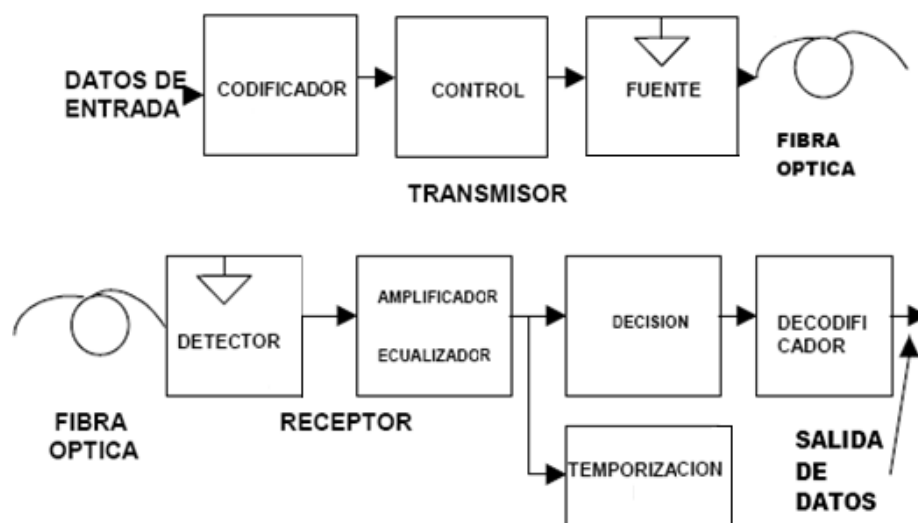 DATOS DE
ENTRADA
CODIFICADOR
CONTROL
FUENTE
FIBRA
OPTICA
TRANSMISOR
DETECTOR
AMPLIFICADOR
ECUALIZADOR
DECISION
DECODIFI
CADOR
FIBRA
OPTICA
RECEPTOR
TEMPORIZACION
SALIDA
DE
DATOS